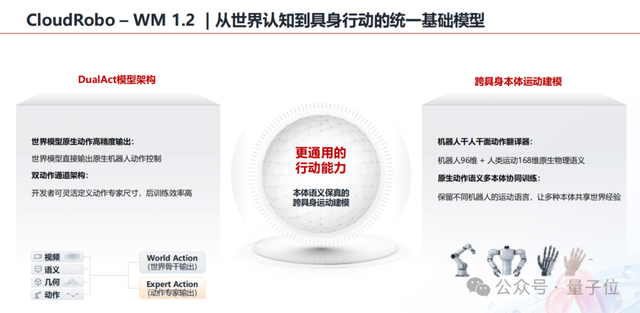 CloudRobo – WM 1.2 ｜从世界认知到具身行动的统一基础模型
DualAct模型架构
世界模型原生动作高精度输出：
世界模型直接输出原生机器人动作控制
双动作通道架构：
开发者可灵活定义动作专家尺寸，后训练效率高
视频
语义
几何
动作
World Action
(世界骨干输出)
Expert Action
(动作专家输出)
更通用的
行动能力
本体语义保真的
跨具身运动建模
跨具身本体运动建模
机器人千人千面动作翻译器：
机器人96维 + 人类运动168维原生物理语义
原生动作语义多本体协同训练：
保留不同机器人的运动语言，让多种本体共享世界经验
公众号 · 量子位